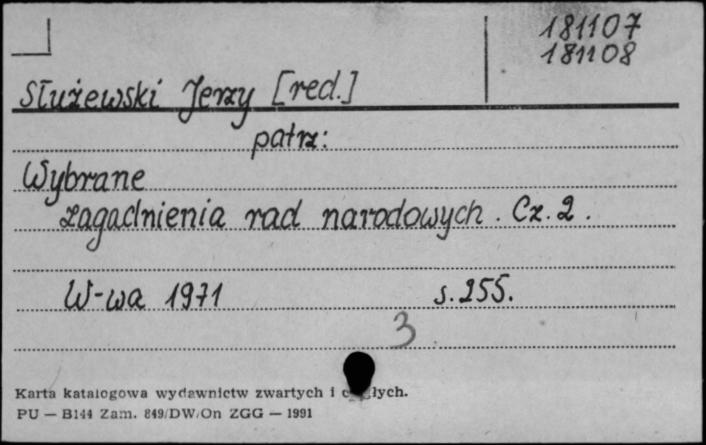 181107
181108
Służewski Jerzy [red.]
patrz:
Wybrane
zagadnienia rad narodowych. Cz. 2.
W-wa 1971 s. 255.
3
Karta katalogowa wydawnictw zwartych i ciągłych.
PU — B144 Zam. 849/DW/On ZGG — 1991